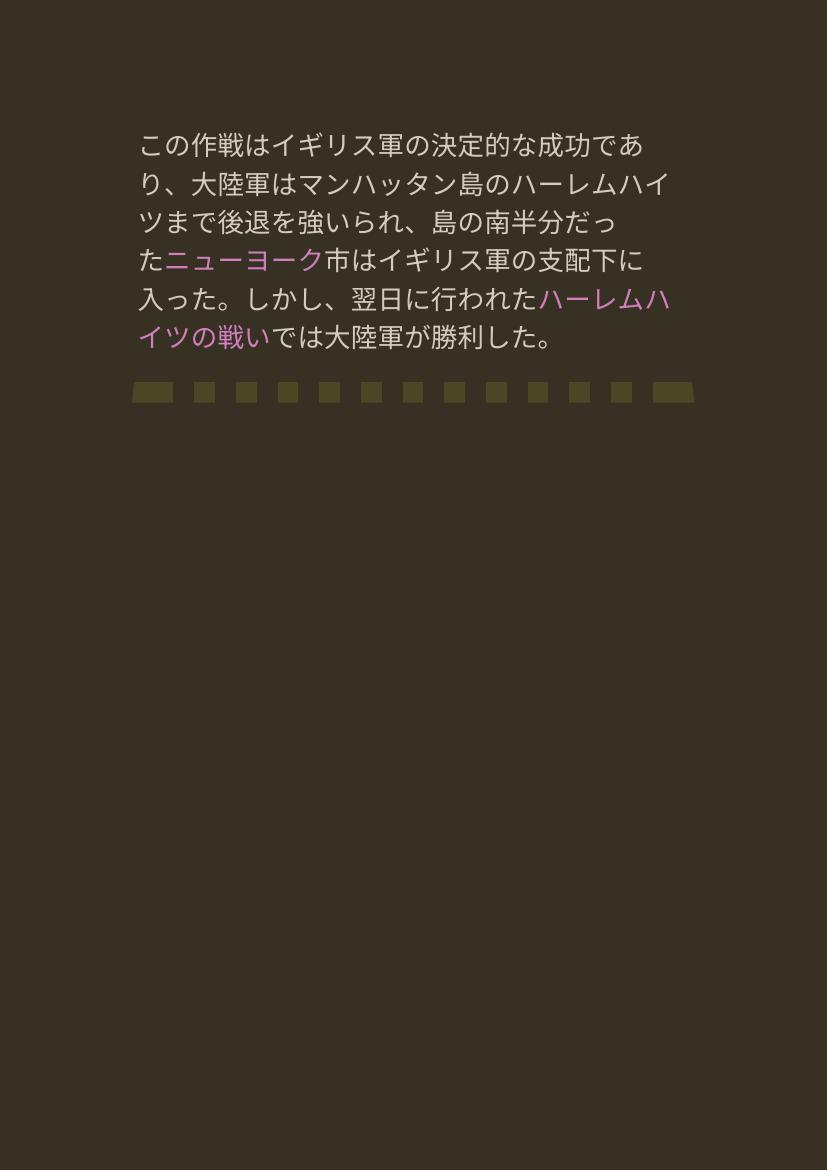 この作戦はイギリス軍の決定的な成功であ
り、大陸軍はマンハッタン島のハーレムハイ
ツまで後退を強いられ、島の南半分だっ
たニューヨーク市はイギリス軍の支配下に
入った。しかし、翌日に行われたハーレムハ
イツの戦いでは大陸軍が勝利した。